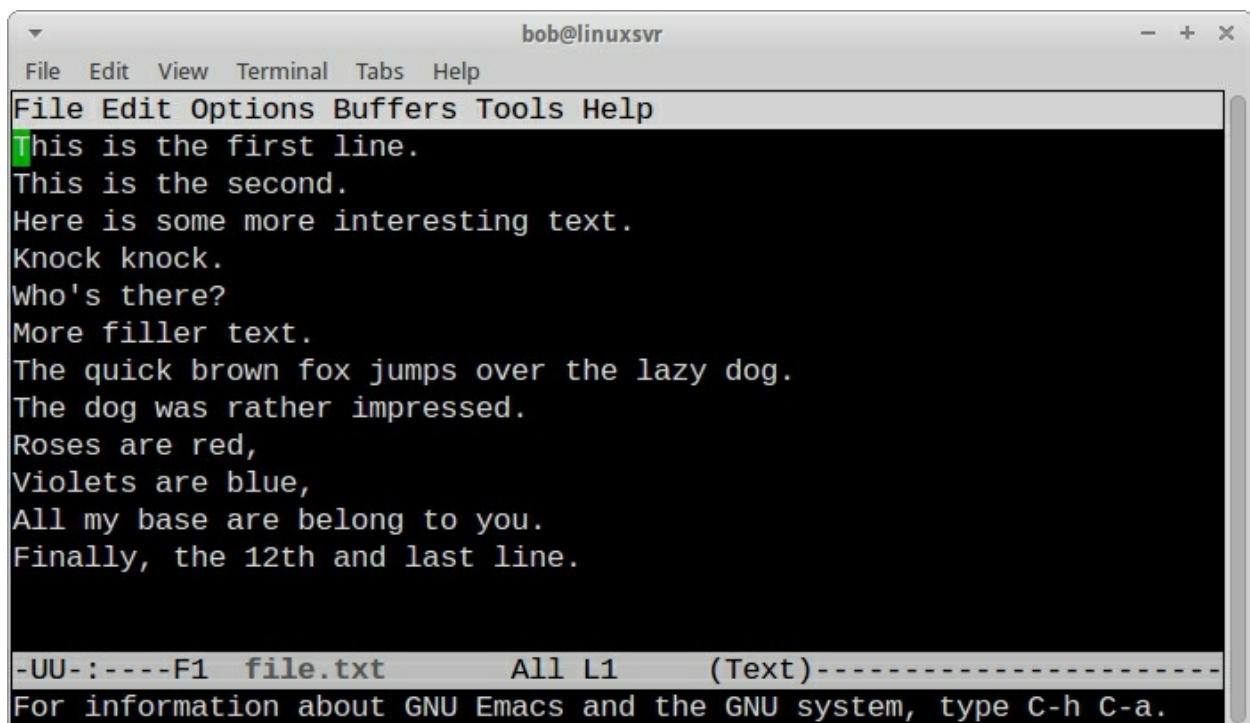 bob@linuxsvr
File Edit View Terminal Tabs Help
File Edit Options Buffers Tools Help
This is the first line.
This is the second.
Here is some more interesting text.
Knock knock.
Who's there?
More filler text.
The quick brown fox jumps over the lazy dog.
The dog was rather impressed.
Roses are red,
Violets are blue,
All my base are belong to you.
Finally, the 12th and last line.
-UU-:----F1  file.txt       All L1     (Text)-----------------------
For information about GNU Emacs and the GNU system, type C-h C-a.